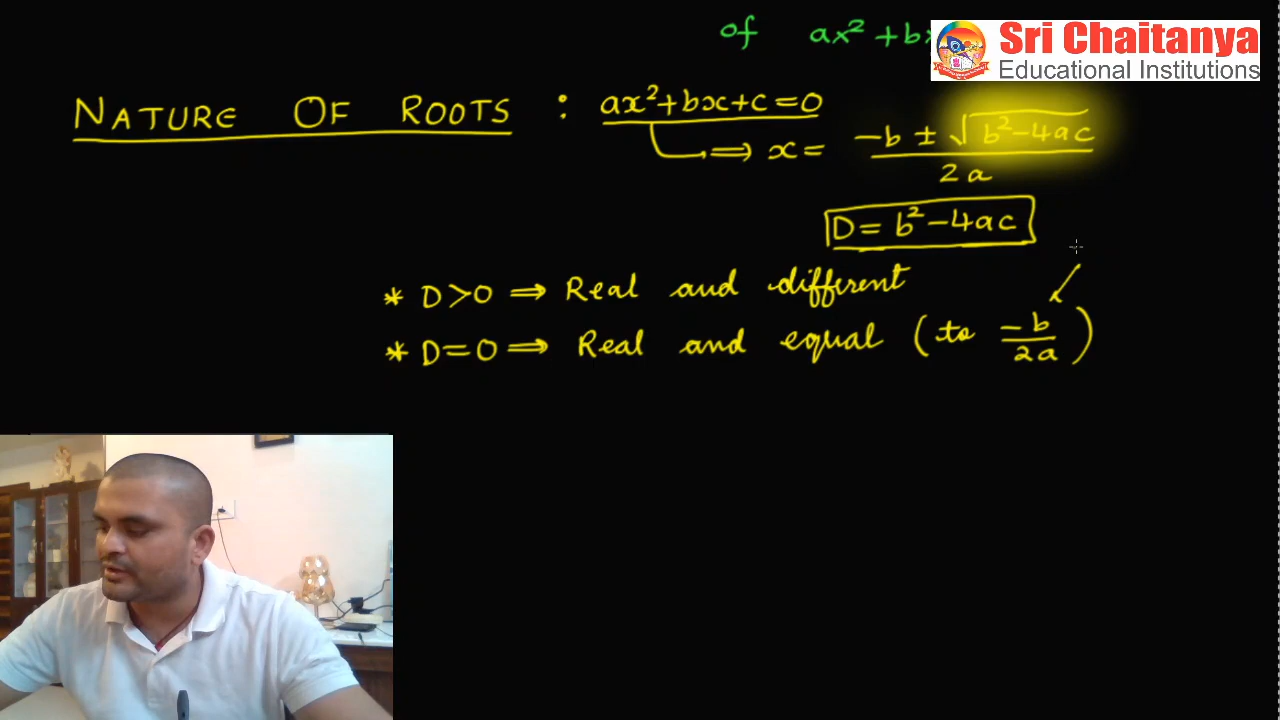 of ax² + bx
Sri Chaitanya
Educational Institutions
NATURE OF ROOTS : ax²+bx+c=0
⟹ x = (-b ± √(b²-4ac))/2a
D = b²-4ac
* D>0 ⟹ Real and different
* D=0 ⟹ Real and equal (to -b/2a)